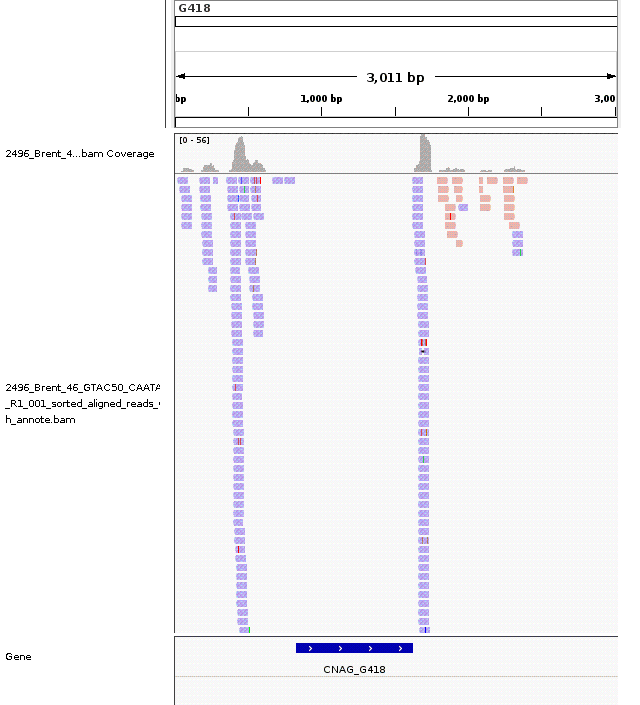 G418
3,011 bp
bp
1,000 bp
2,000 bp
3,00
[0 - 56]
2496_Brent_4...bam Coverage
2496_Brent_46_GTAC50_CAATA
_R1_001_sorted_aligned_reads_
h_annote.bam
Gene
CNAG_G418